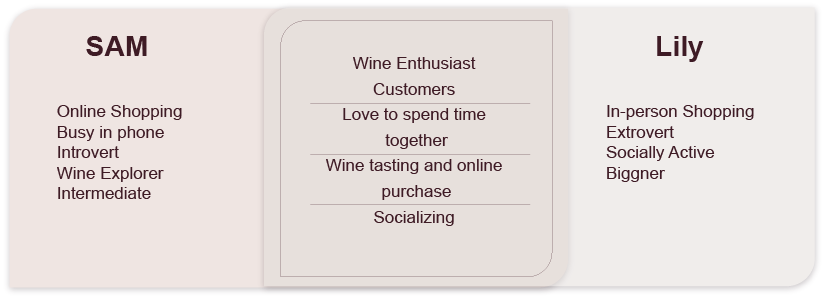 SAM
Online Shopping
Busy in phone
Introvert
Wine Explorer
Intermediate
Wine Enthusiast
Customers
Love to spend time
together
Wine tasting and online
purchase
Socializing
Lily
In-person Shopping
Extrovert
Socially Active
Biggner